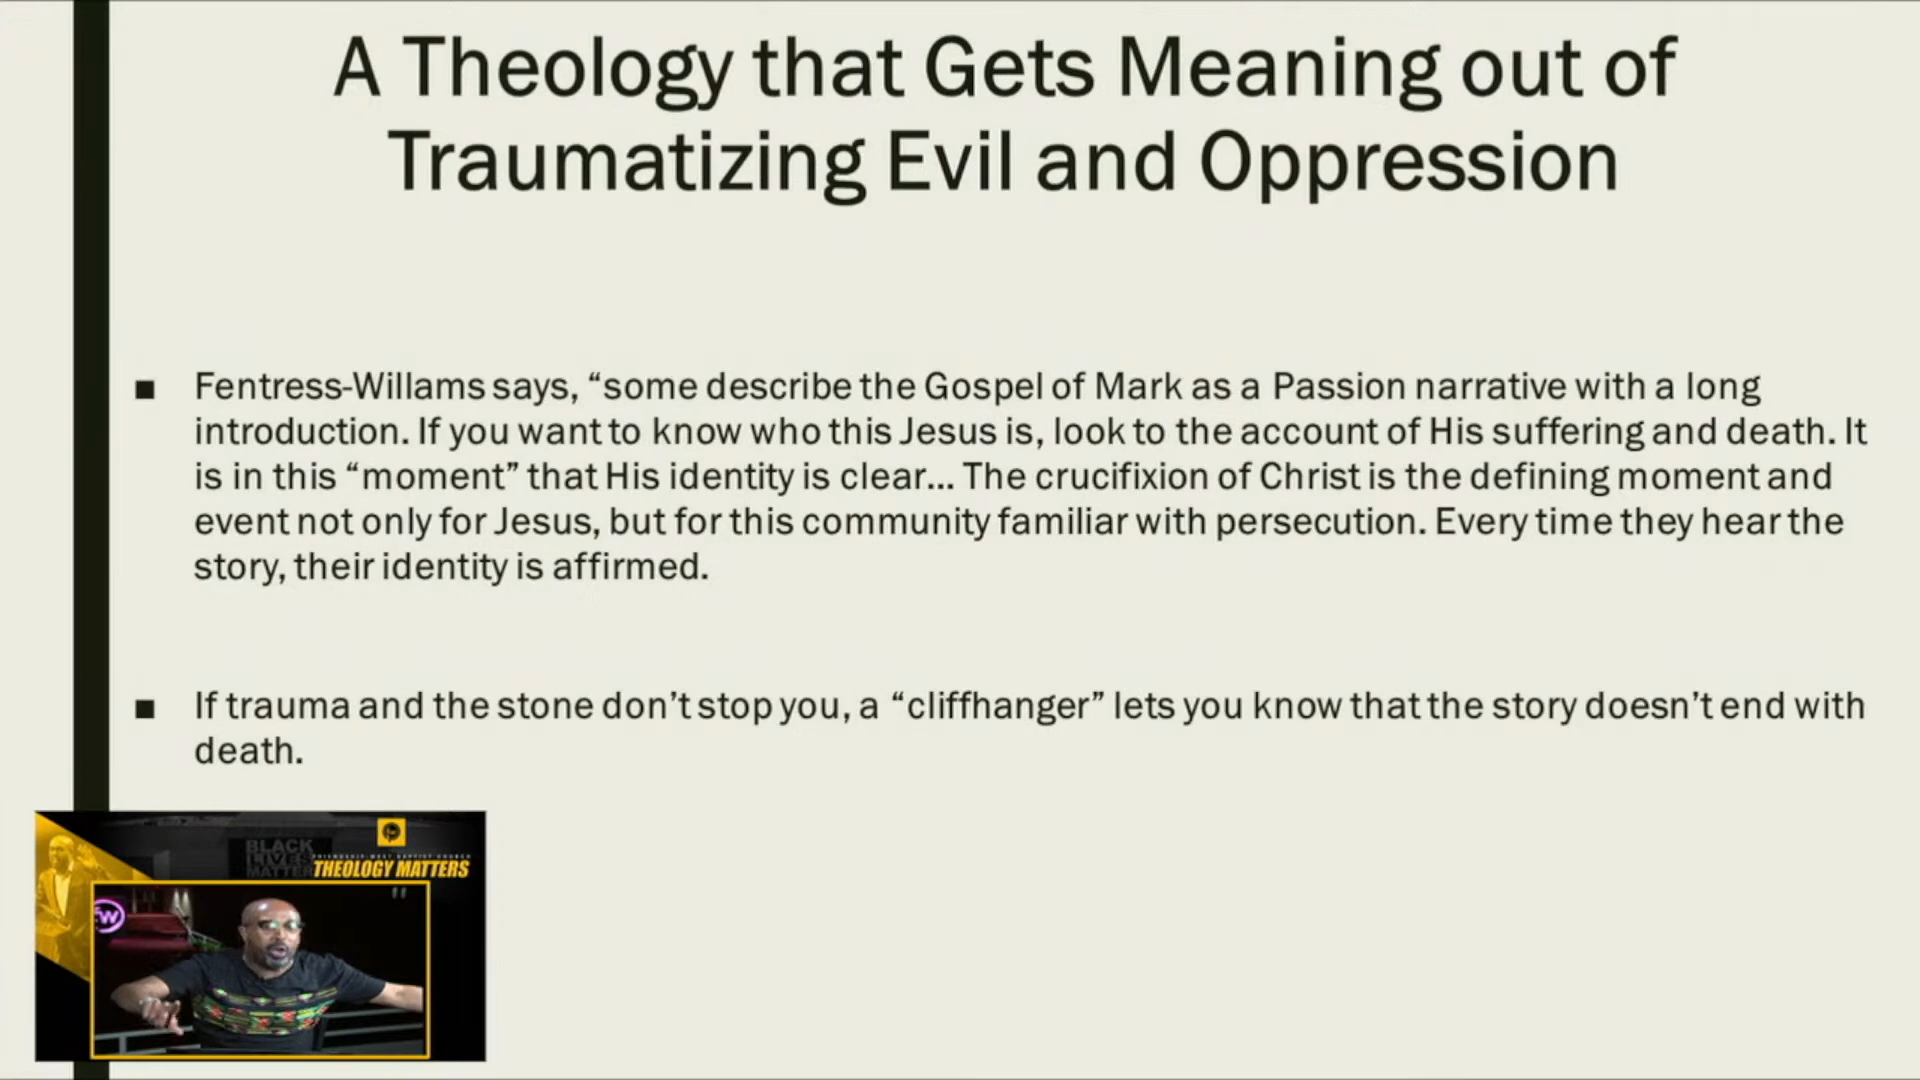 A Theology that Gets Meaning out of
Traumatizing Evil and Oppression
■ Fentress-Willams says, “some describe the Gospel of Mark as a Passion narrative with a long
introduction. If you want to know who this Jesus is, look to the account of His suffering and death. It
is in this “moment” that His identity is clear... The crucifixion of Christ is the defining moment and
event not only for Jesus, but for this community familiar with persecution. Every time they hear the
story, their identity is affirmed.
■ If trauma and the stone don’t stop you, a “cliffhanger” lets you know that the story doesn’t end with
death.
BLACK
LIVES
MATTER
FRIENDSHIP-WEST BAPTIST CHURCH
THEOLOGY MATTERS
fw